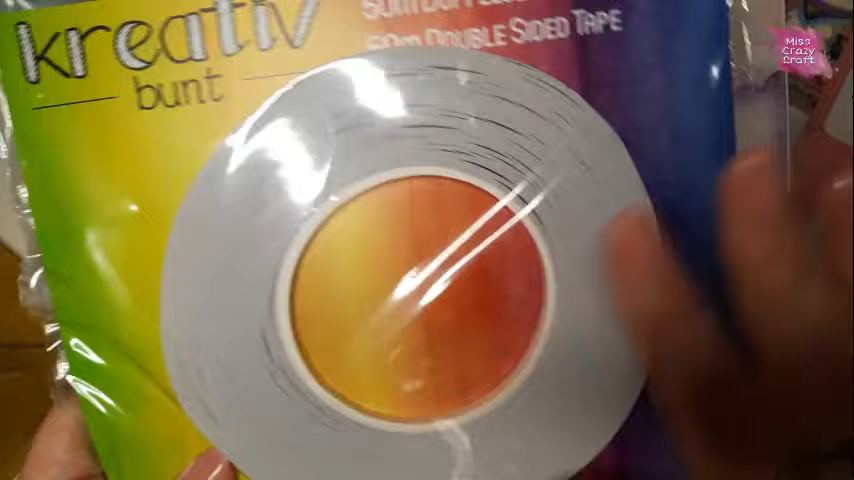 kreativ
bunt
50m DOUBLE SIDED TAPE
Miss
Crazy
Craft